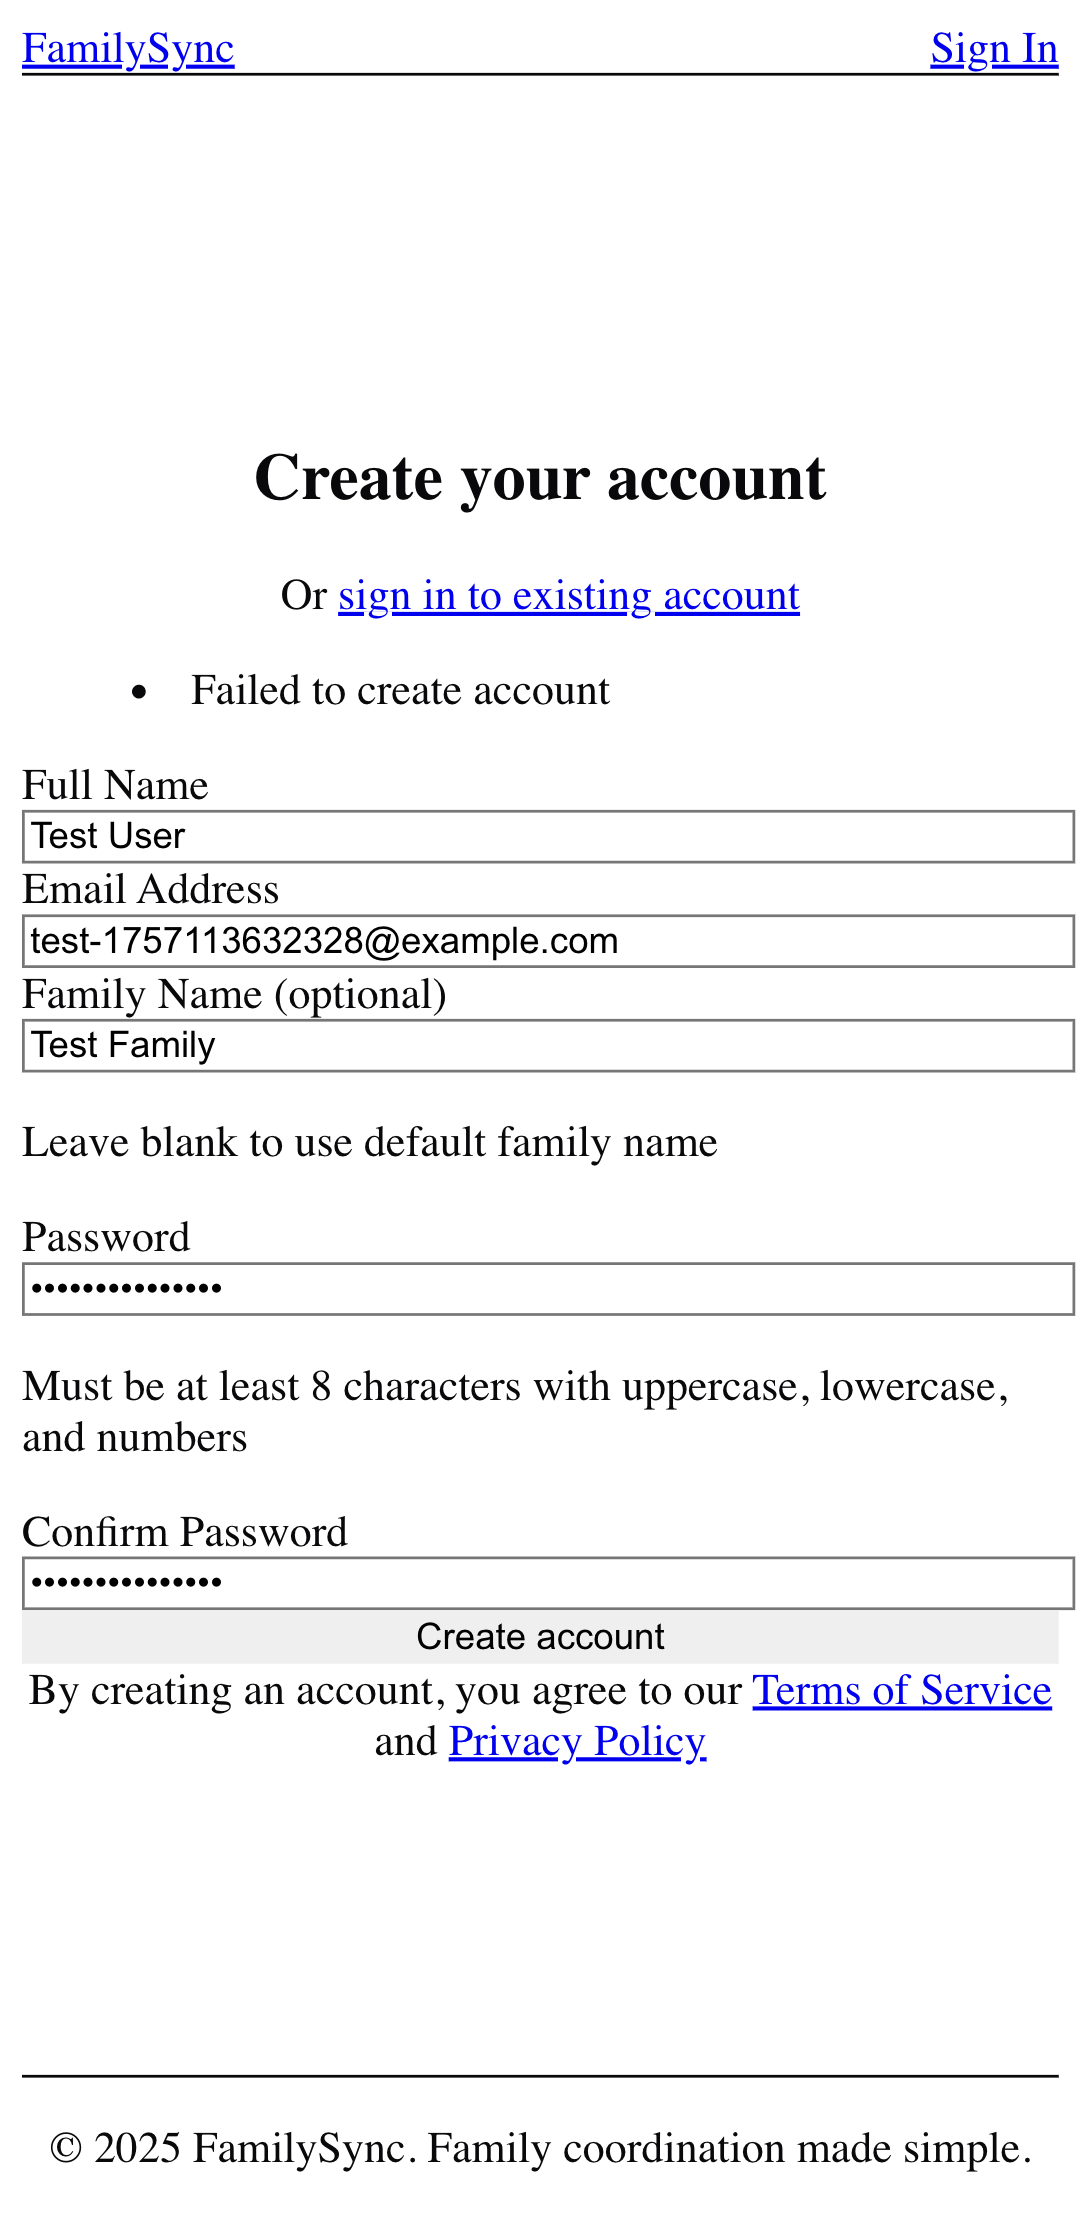 FamilySync Sign In
Create your account
Or sign in to existing account
• Failed to create account
Full Name
Test User
Email Address
test-1757113632328@example.com
Family Name (optional)
Test Family
Leave blank to use default family name
Password
•••••••••••••••
Must be at least 8 characters with uppercase, lowercase,
and numbers
Confirm Password
•••••••••••••••
Create account
By creating an account, you agree to our Terms of Service
and Privacy Policy
© 2025 FamilySync. Family coordination made simple.